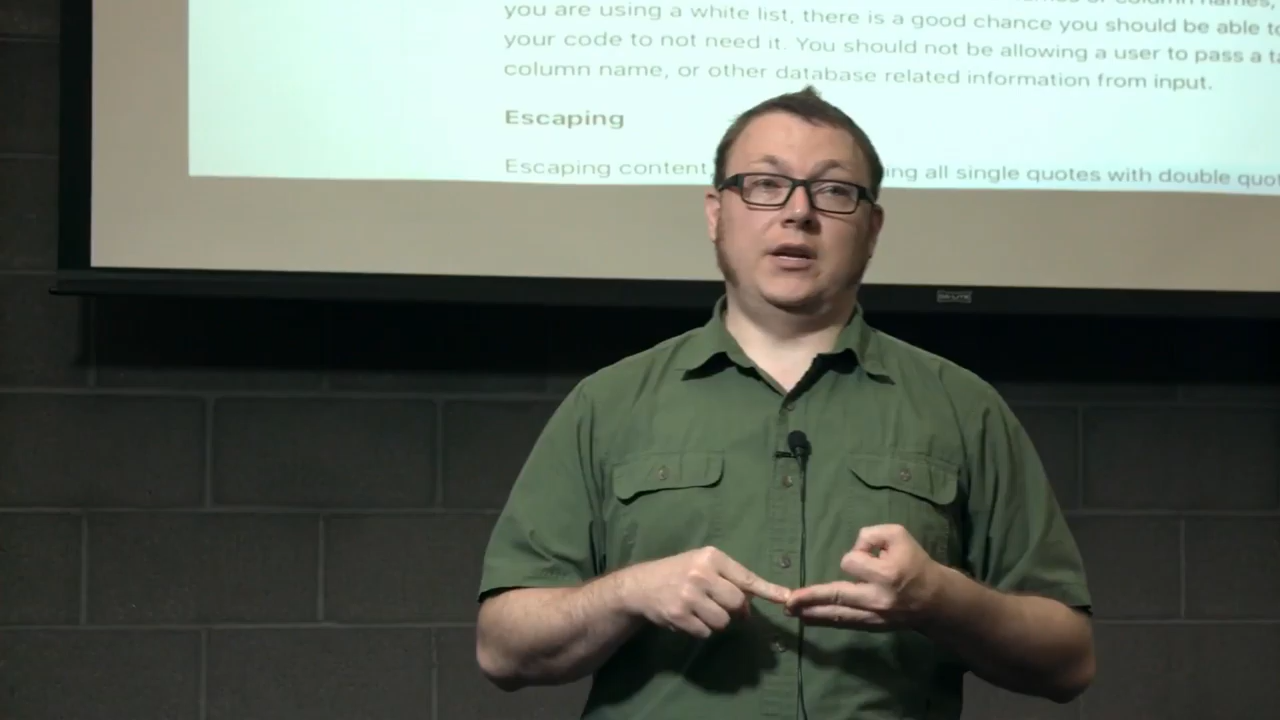 you are using a white list, there is a good chance you should be able to
your code to not need it. You should not be allowing a user to pass a
column name, or other database related information from input.
Escaping
Escaping content, all single quotes with double
DA-LITE